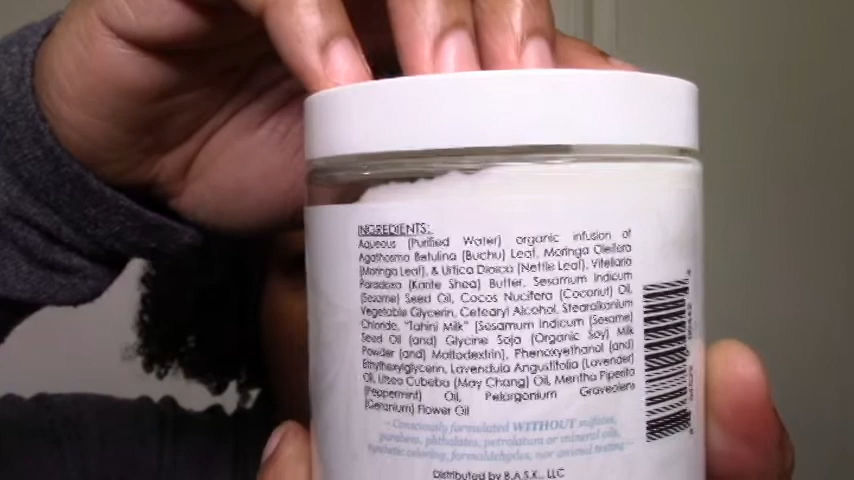 INGREDIENTS:
Aqueous (Purified Water) organic infusion of
Agathosma Betulina (Buchu) Leaf, Moringa Oleifera
(Moringa Leaf), & Urtica Dioica (Nettle Leaf), Vitellaria
Paradoxa (Karite Shea) Butter, Sesamum Indicum
(Sesame) Seed Oil, Cocos Nucifera (Coconut) Oil,
Vegetable Glycerin, Cetearyl Alcohol, Stearalkonium
Chloride, "Tahini Milk" [Sesamum Indicum (Sesame)
Seed Oil (and) Glycine Soja (Organic Soy) Milk
Powder (and) Maltodextrin], Phenoxyethanol (and)
Ethylhexylglycerin, Lavendula Angustifolia (Lavender)
Oil, Litsea Cubeba (May Chang) Oil, Mentha Piperita
(Peppermint) Oil, Pelargonium Graveolens
(Geranium) Flower Oil
~Consciously formulated WITHOUT sulfates,
parabens, phthalates, petrolatum or mineral oils,
synthetic coloring, formaldehydes, nor animal testing~
Distributed by B.A.S.K., LLC